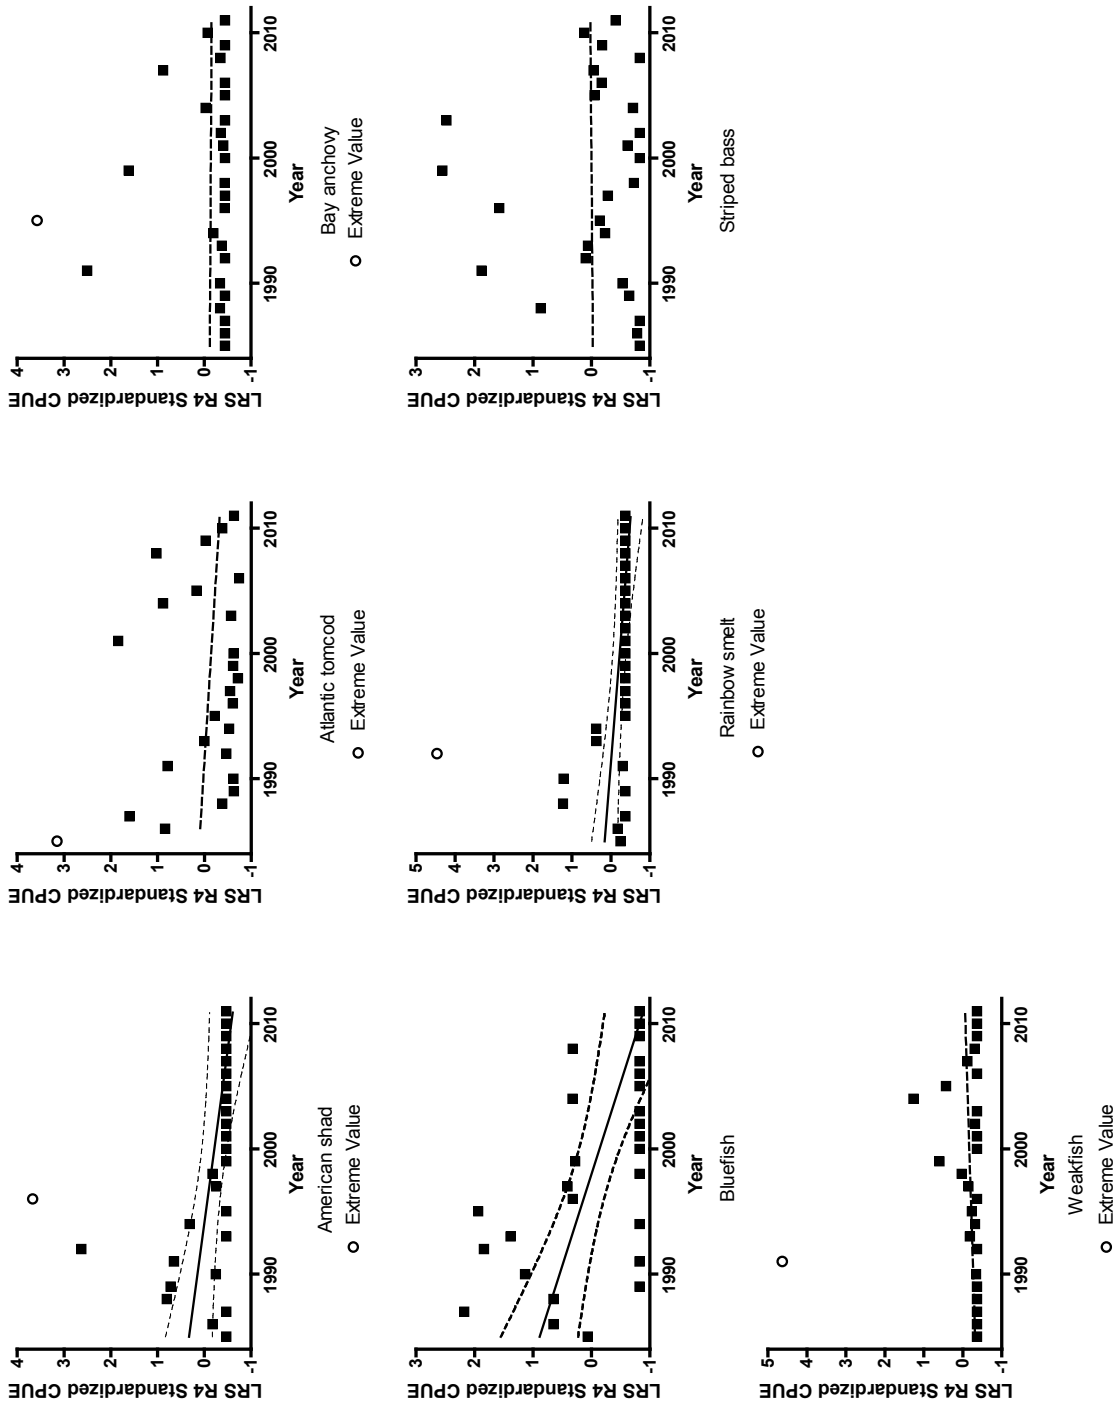 LRS R4 Standardized CPUE
4
3
2
1
0
-1
1990 2000 2010
Year
American shad
Extreme Value
LRS R4 Standardized CPUE
4
3
2
1
0
-1
1990 2000 2010
Year
Atlantic tomcod
Extreme Value
LRS R4 Standardized CPUE
4
3
2
1
0
-1
1990 2000 2010
Year
Bay anchovy
Extreme Value
LRS R4 Standardized CPUE
3
2
1
0
-1
1990 2000 2010
Year
Bluefish
LRS R4 Standardized CPUE
5
4
3
2
1
0
-1
1990 2000 2010
Year
Rainbow smelt
Extreme Value
LRS R4 Standardized CPUE
3
2
1
0
-1
1990 2000 2010
Year
Striped bass
LRS R4 Standardized CPUE
5
4
3
2
1
0
-1
1990 2000 2010
Year
Weakfish
Extreme Value